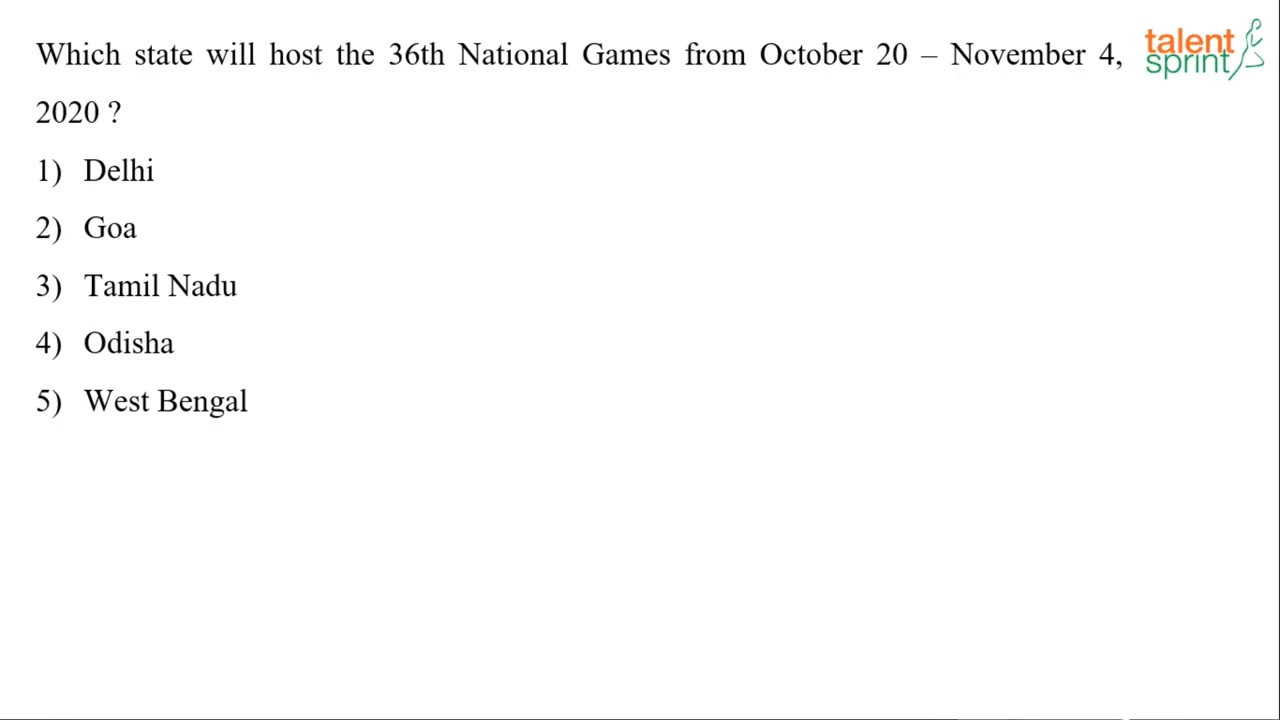 Which state will host the 36th National Games from October 20 – November 4,
2020 ?
1) Delhi
2) Goa
3) Tamil Nadu
4) Odisha
5) West Bengal
talent
sprint